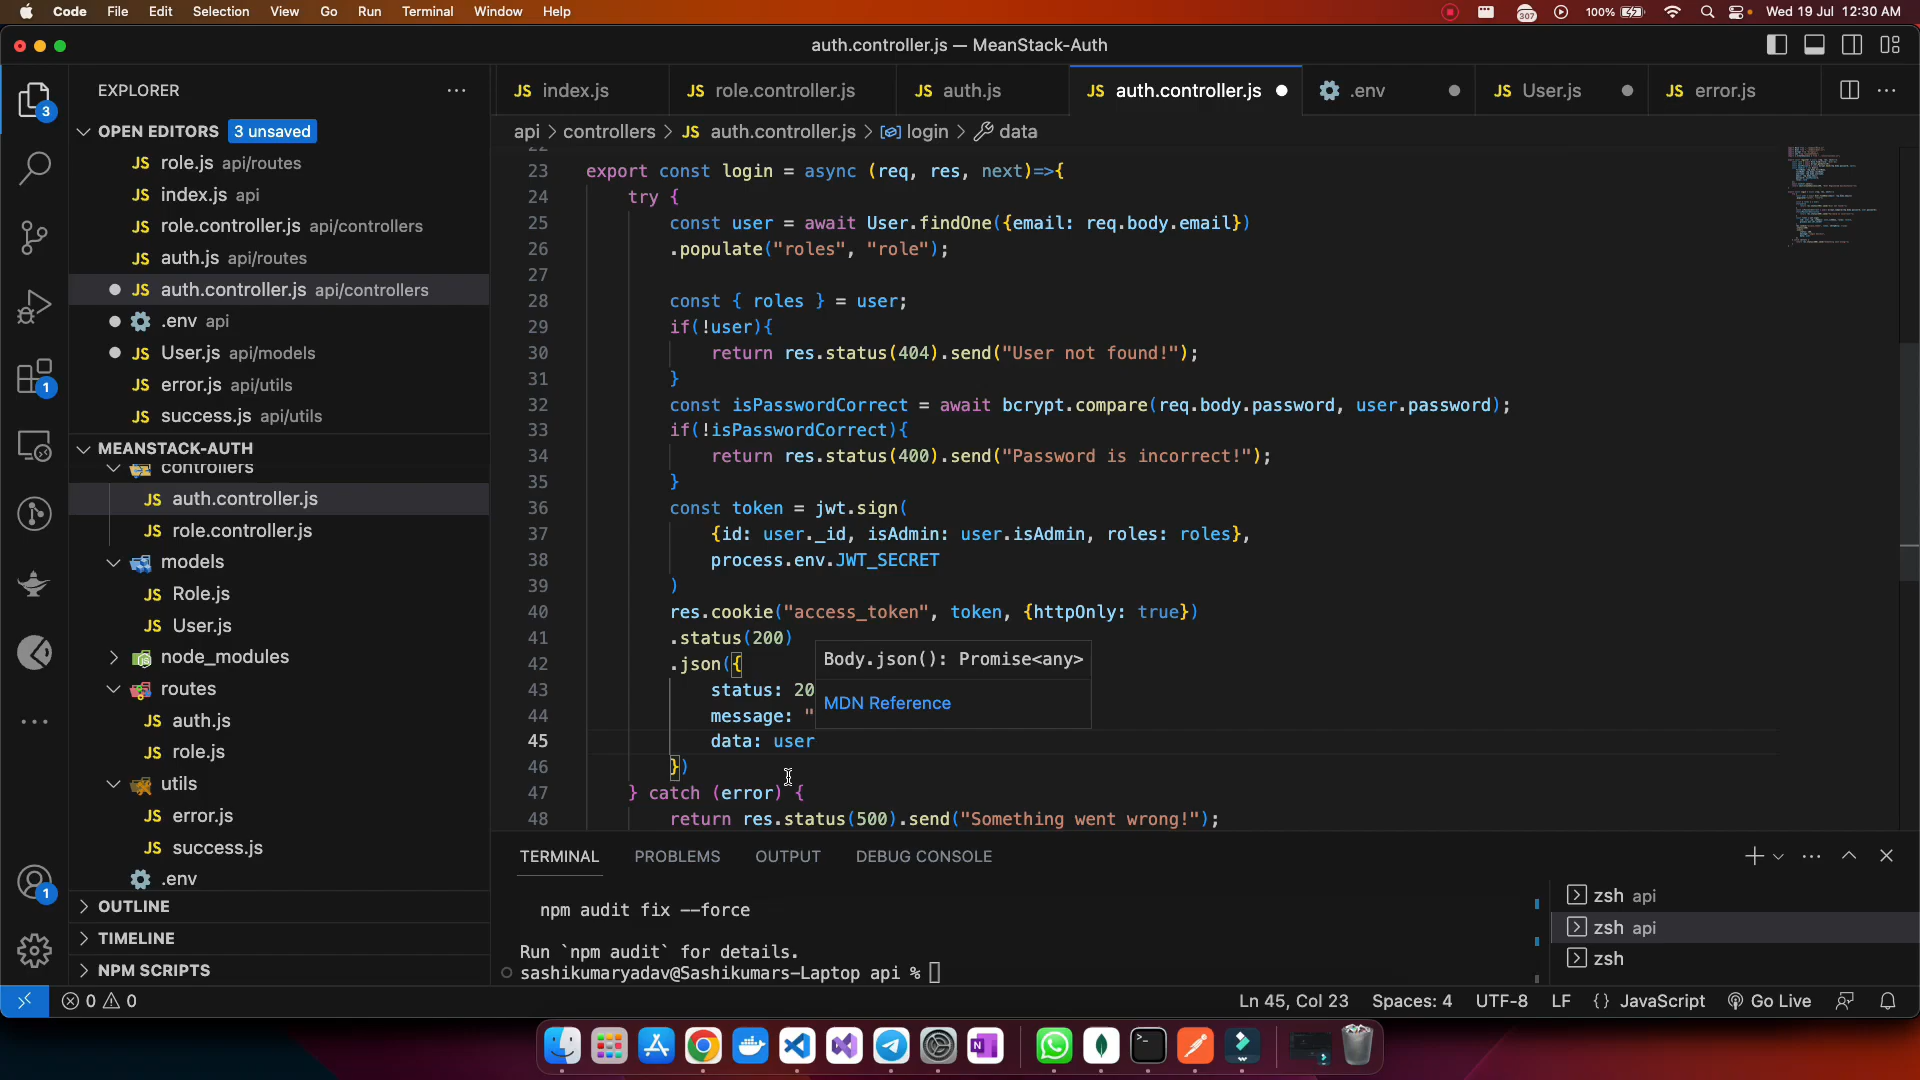 Code File Edit Selection View Go Run Terminal Window Help 307 100% Wed 19 Jul 12:30 AM
auth.controller.js — MeanStack-Auth
EXPLORER
3
OPEN EDITORS 3 unsaved
JS role.js api/routes
JS index.js api
JS role.controller.js api/controllers
JS auth.js api/routes
JS auth.controller.js api/controllers
.env api
JS User.js api/models
JS error.js api/utils
JS success.js api/utils
1
MEANSTACK-AUTH
controllers
JS auth.controller.js
JS role.controller.js
models
JS Role.js
JS User.js
node_modules
routes
JS auth.js
JS role.js
utils
JS error.js
JS success.js
.env
1
OUTLINE
TIMELINE
NPM SCRIPTS
JS index.js JS role.controller.js JS auth.js JS auth.controller.js .env JS User.js JS error.js
api > controllers > JS auth.controller.js > login > data
22
23 export const login = async (req, res, next)=>{
24 try {
25 const user = await User.findOne({email: req.body.email})
26 .populate("roles", "role");
27
28 const { roles } = user;
29 if(!user){
30 return res.status(404).send("User not found!");
31 }
32 const isPasswordCorrect = await bcrypt.compare(req.body.password, user.password);
33 if(!isPasswordCorrect){
34 return res.status(400).send("Password is incorrect!");
35 }
36 const token = jwt.sign(
37 {id: user._id, isAdmin: user.isAdmin, roles: roles},
38 process.env.JWT_SECRET
39 )
40 res.cookie("access_token", token, {httpOnly: true})
41 .status(200)
42 .json({
43 status: 20
44 message: "
45 data: user
46 })
47 } catch (error) {
48 return res.status(500).send("Something went wrong!");
Body.json(): Promise<any>
MDN Reference
TERMINAL PROBLEMS OUTPUT DEBUG CONSOLE
npm audit fix --force
Run `npm audit` for details.
sashikumaryadav@Sashikumars-Laptop api %
zsh api
zsh api
zsh
0 0 Ln 45, Col 23 Spaces: 4 UTF-8 LF {} JavaScript Go Live